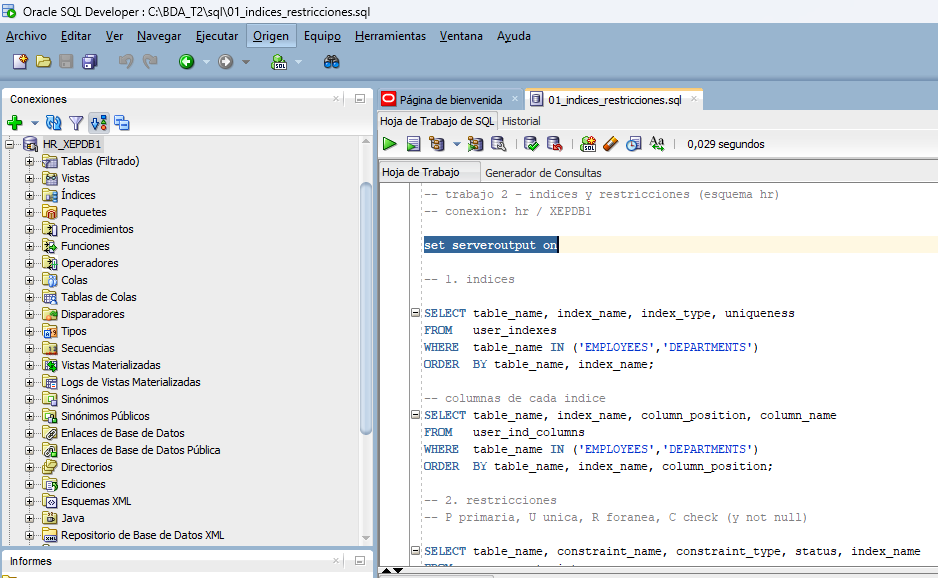 Oracle SQL Developer : C:\BDA_T2\sql\01_indices_restricciones.sql
Archivo Editar Ver Navegar Ejecutar Origen Equipo Herramientas Ventana Ayuda
SQL
Conexiones
HR_XEPDB1
Tablas (Filtrado)
Vistas
Índices
Paquetes
Procedimientos
Funciones
Operadores
Colas
Tablas de Colas
Disparadores
Tipos
Secuencias
Vistas Materializadas
Logs de Vistas Materializadas
Sinónimos
Sinónimos Públicos
Enlaces de Base de Datos
Enlaces de Base de Datos Pública
Directorios
Ediciones
Esquemas XML
Java
Repositorio de Base de Datos XML
Informes
Página de bienvenida
01_indices_restricciones.sql
Hoja de Trabajo de SQL Historial
0,029 segundos
Hoja de Trabajo Generador de Consultas
-- trabajo 2 - indices y restricciones (esquema hr)
-- conexion: hr / XEPDB1
set serveroutput on
-- 1. indices
SELECT table_name, index_name, index_type, uniqueness
FROM user_indexes
WHERE table_name IN ('EMPLOYEES','DEPARTMENTS')
ORDER BY table_name, index_name;
-- columnas de cada indice
SELECT table_name, index_name, column_position, column_name
FROM user_ind_columns
WHERE table_name IN ('EMPLOYEES','DEPARTMENTS')
ORDER BY table_name, index_name, column_position;
-- 2. restricciones
-- P primaria, U unica, R foranea, C check (y not null)
SELECT table_name, constraint_name, constraint_type, status, index_name